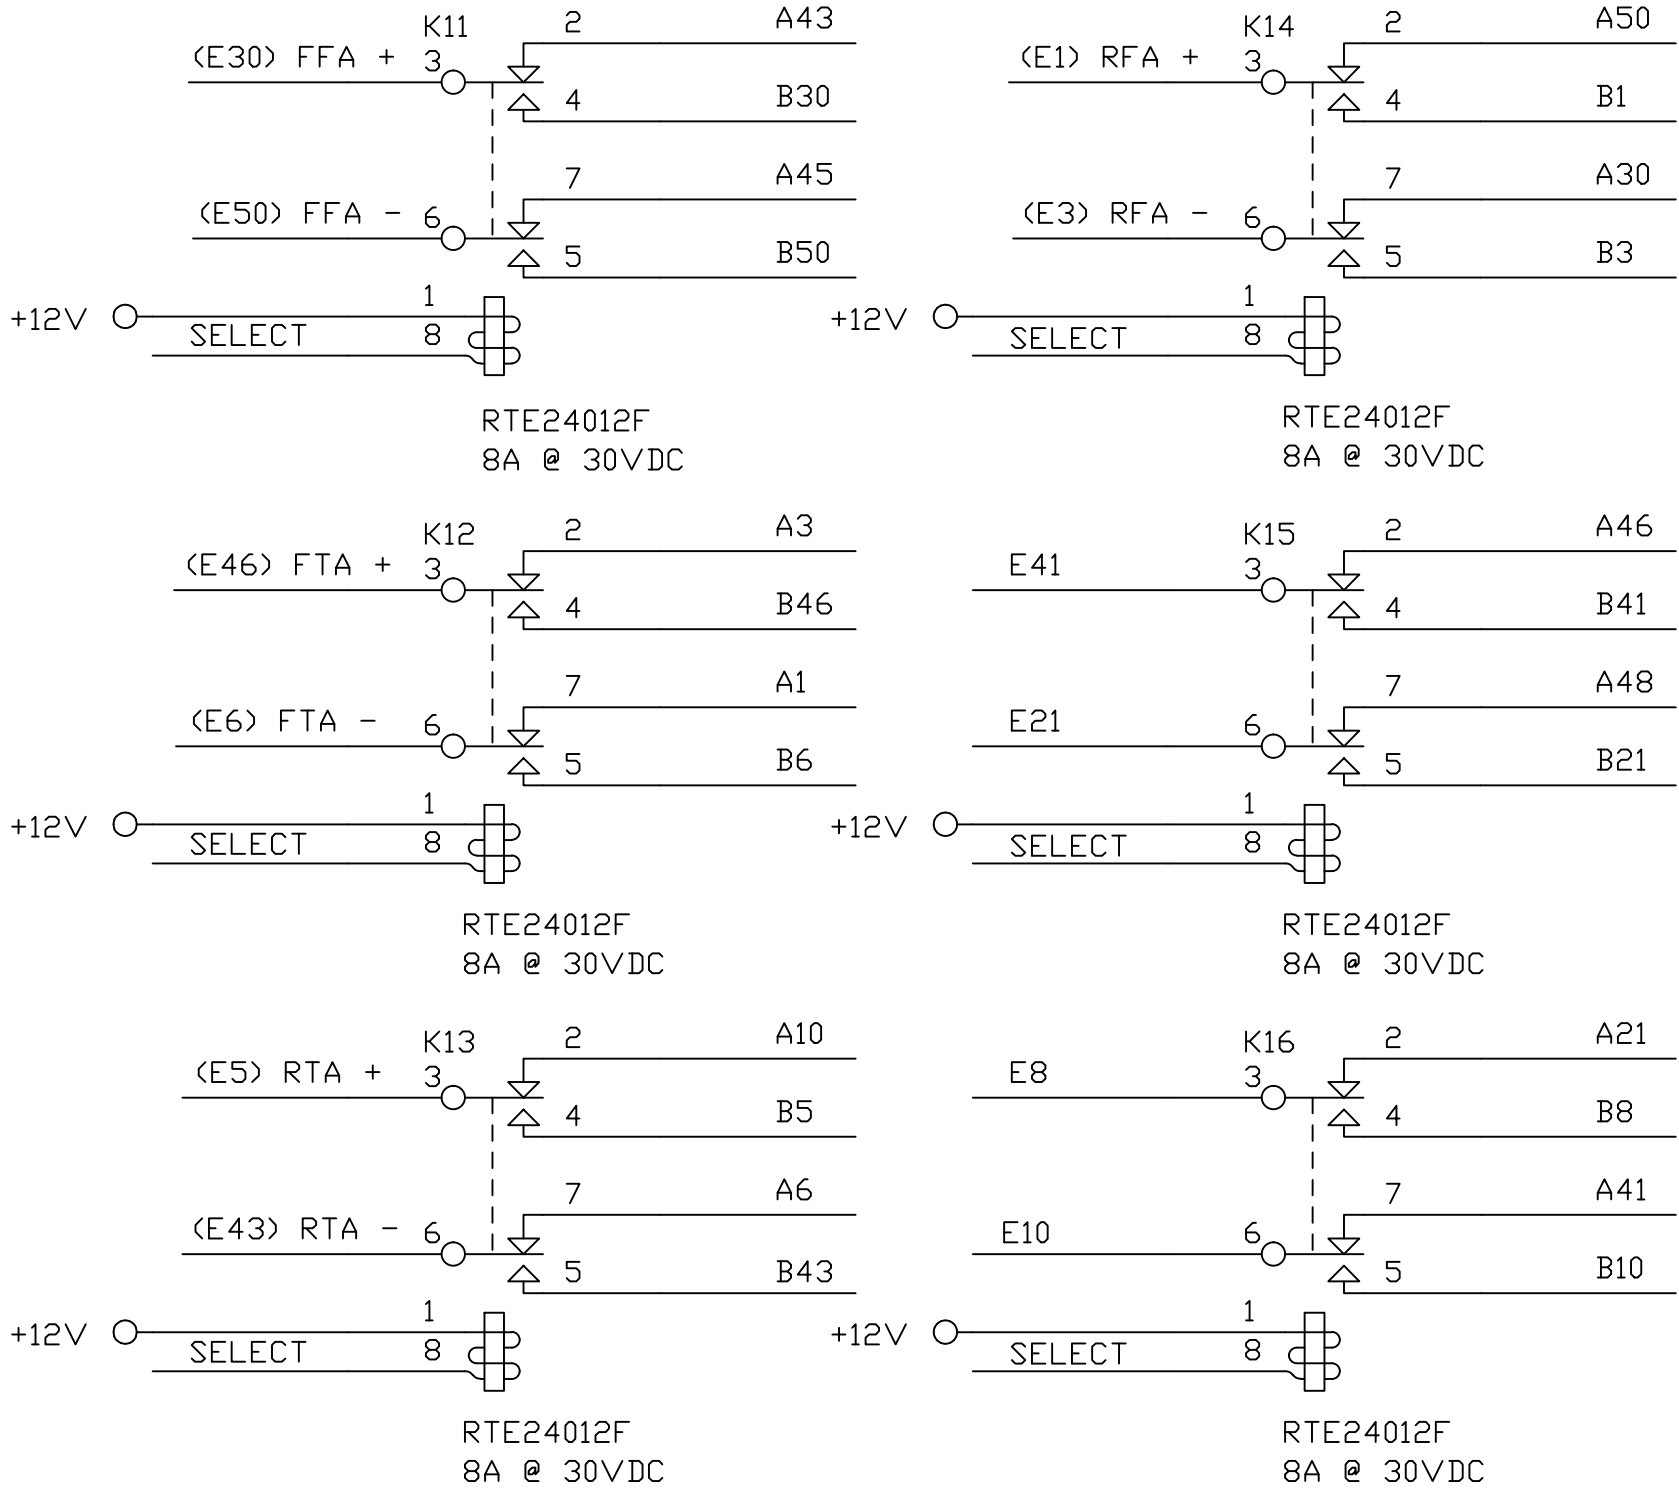 K11
2
A43
(E30) FFA +
3
4
B30
7
A45
(E50) FFA -
6
5
B50
+12V
1
SELECT
8
RTE24012F
8A @ 30VDC
K14
2
A50
(E1) RFA +
3
4
B1
7
A30
(E3) RFA -
6
5
B3
+12V
1
SELECT
8
RTE24012F
8A @ 30VDC
K12
2
A3
(E46) FTA +
3
4
B46
7
A1
(E6) FTA -
6
5
B6
+12V
1
SELECT
8
RTE24012F
8A @ 30VDC
K15
2
A46
E41
3
4
B41
7
A48
E21
6
5
B21
+12V
1
SELECT
8
RTE24012F
8A @ 30VDC
K13
2
A10
(E5) RTA +
3
4
B5
7
A6
(E43) RTA -
6
5
B43
+12V
1
SELECT
8
RTE24012F
8A @ 30VDC
K16
2
A21
E8
3
4
B8
7
A41
E10
6
5
B10
+12V
1
SELECT
8
RTE24012F
8A @ 30VDC